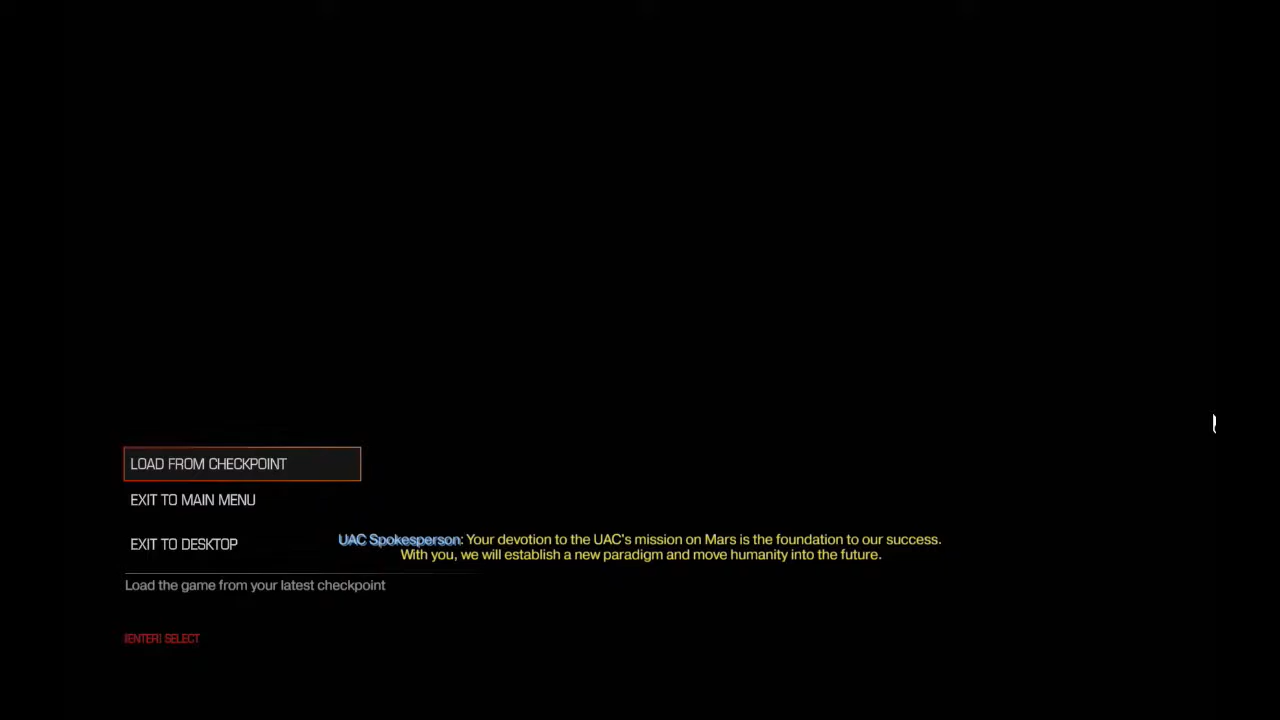 LOAD FROM CHECKPOINT
EXIT TO MAIN MENU
EXIT TO DESKTOP
UAC Spokesperson: Your devotion to the UAC's mission on Mars is the foundation to our success.
With you, we will establish a new paradigm and move humanity into the future.
Load the game from your latest checkpoint
[ENTER] SELECT